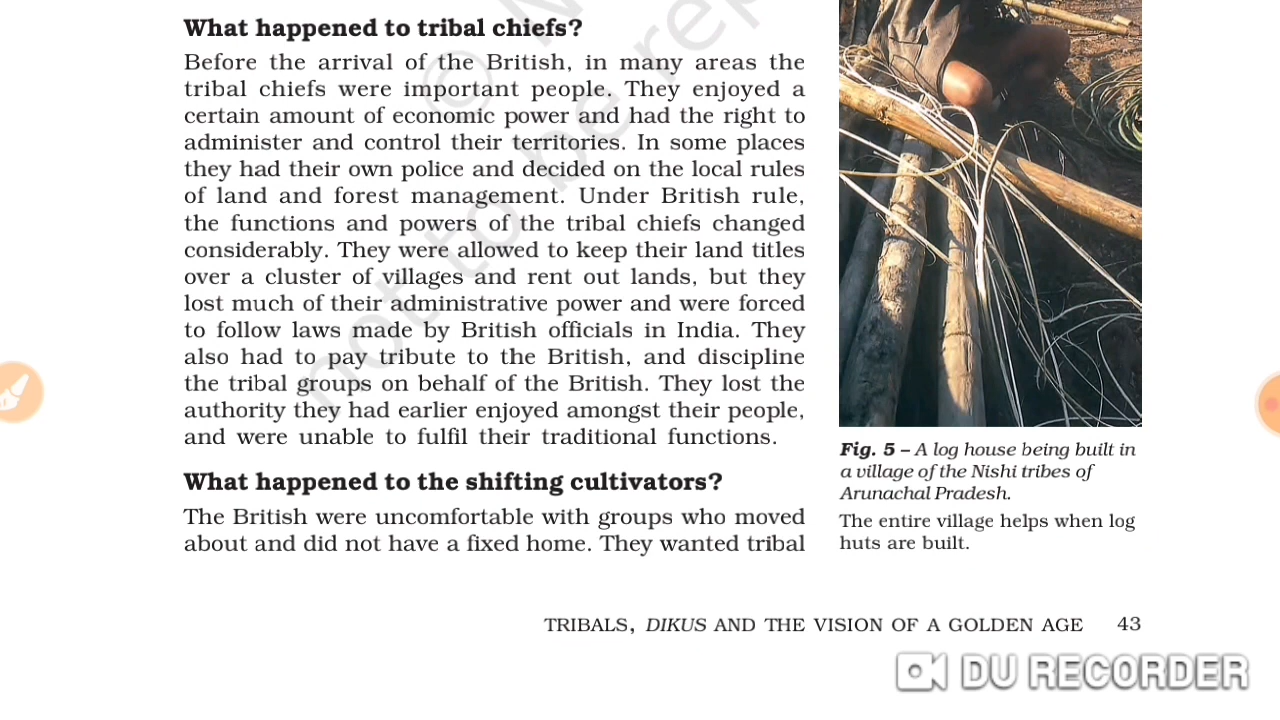 What happened to tribal chiefs?
Before the arrival of the British, in many areas the
tribal chiefs were important people. They enjoyed a
certain amount of economic power and had the right to
administer and control their territories. In some places
they had their own police and decided on the local rules
of land and forest management. Under British rule,
the functions and powers of the tribal chiefs changed
considerably. They were allowed to keep their land titles
over a cluster of villages and rent out lands, but they
lost much of their administrative power and were forced
to follow laws made by British officials in India. They
also had to pay tribute to the British, and discipline
the tribal groups on behalf of the British. They lost the
authority they had earlier enjoyed amongst their people,
and were unable to fulfil their traditional functions.
What happened to the shifting cultivators?
The British were uncomfortable with groups who moved
about and did not have a fixed home. They wanted tribal
Fig. 5 – A log house being built in
a village of the Nishi tribes of
Arunachal Pradesh.
The entire village helps when log
huts are built.
TRIBALS, DIKUS AND THE VISION OF A GOLDEN AGE 43
DU RECORDER
© N
not to be rep